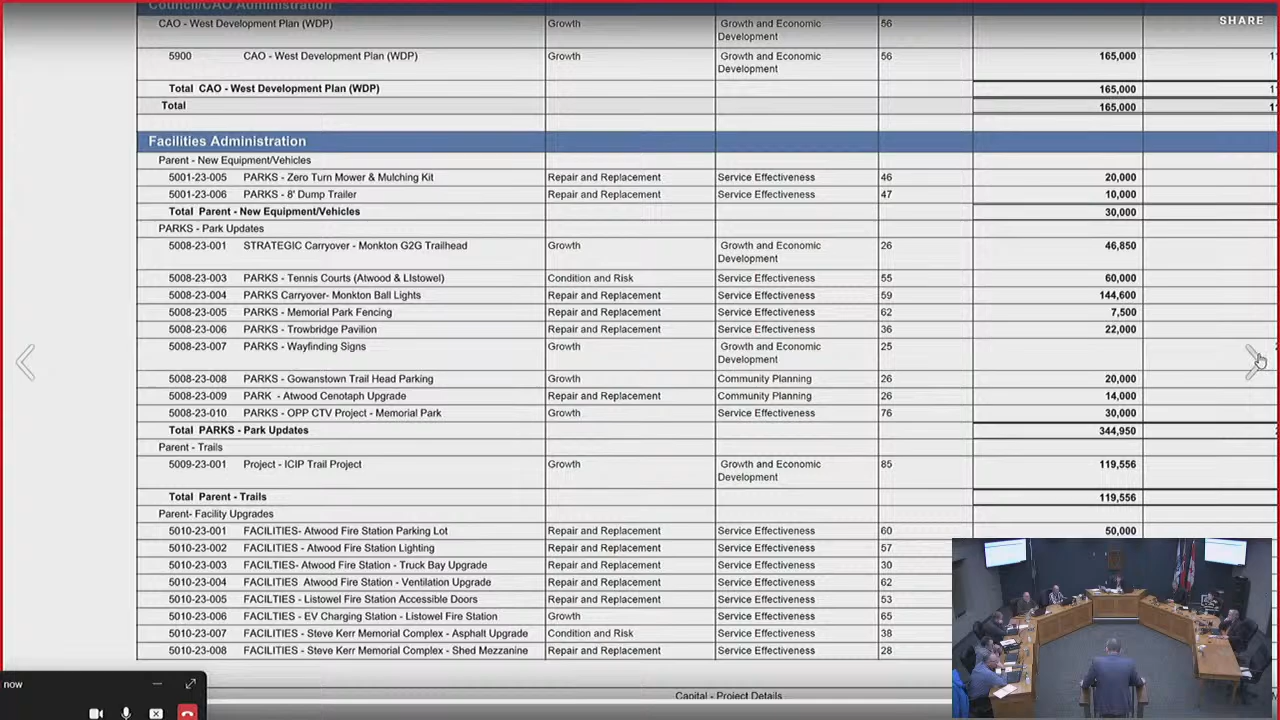 Council/CAO Administration
SHARE
CAO - West Development Plan (WDP) Growth Growth and Economic Development 56
5900 CAO - West Development Plan (WDP) Growth Growth and Economic Development 56 165,000
Total CAO - West Development Plan (WDP) 165,000
Total 165,000
Facilities Administration
Parent - New Equipment/Vehicles
5001-23-005 PARKS - Zero Turn Mower & Mulching Kit Repair and Replacement Service Effectiveness 46 20,000
5001-23-006 PARKS - 8' Dump Trailer Repair and Replacement Service Effectiveness 47 10,000
Total Parent - New Equipment/Vehicles 30,000
PARKS - Park Updates
5008-23-001 STRATEGIC Carryover - Monkton G2G Trailhead Growth Growth and Economic Development 26 46,850
5008-23-003 PARKS - Tennis Courts (Atwood & LIstowel) Condition and Risk Service Effectiveness 55 60,000
5008-23-004 PARKS Carryover- Monkton Ball Lights Repair and Replacement Service Effectiveness 59 144,600
5008-23-005 PARKS - Memorial Park Fencing Repair and Replacement Service Effectiveness 62 7,500
5008-23-006 PARKS - Trowbridge Pavilion Repair and Replacement Service Effectiveness 36 22,000
5008-23-007 PARKS - Wayfinding Signs Growth Growth and Economic Development 25
5008-23-008 PARKS - Gowanstown Trail Head Parking Growth Community Planning 26 20,000
5008-23-009 PARK - Atwood Cenotaph Upgrade Repair and Replacement Community Planning 26 14,000
5008-23-010 PARKS - OPP CTV Project - Memorial Park Growth Service Effectiveness 76 30,000
Total PARKS - Park Updates 344,950
Parent - Trails
5009-23-001 Project - ICIP Trail Project Growth Growth and Economic Development 85 119,556
Total Parent - Trails 119,556
Parent- Facility Upgrades
5010-23-001 FACILITIES- Atwood Fire Station Parking Lot Repair and Replacement Service Effectiveness 60 50,000
5010-23-002 FACILITIES - Atwood Fire Station Lighting Repair and Replacement Service Effectiveness 57
5010-23-003 FACILITIES- Atwood Fire Station - Truck Bay Upgrade Repair and Replacement Service Effectiveness 30
5010-23-004 FACILITIES Atwood Fire Station - Ventilation Upgrade Repair and Replacement Service Effectiveness 62
5010-23-005 FACILITIES - Listowel Fire Station Accessible Doors Repair and Replacement Service Effectiveness 53
5010-23-006 FACILTIES - EV Charging Station - Listowel Fire Station Growth Service Effectiveness 65
5010-23-007 FACILITIES - Steve Kerr Memorial Complex - Asphalt Upgrade Condition and Risk Service Effectiveness 38
5010-23-008 FACILITIES - Steve Kerr Memorial Complex - Shed Mezzanine Repair and Replacement Service Effectiveness 28
now
Capital - Project Details